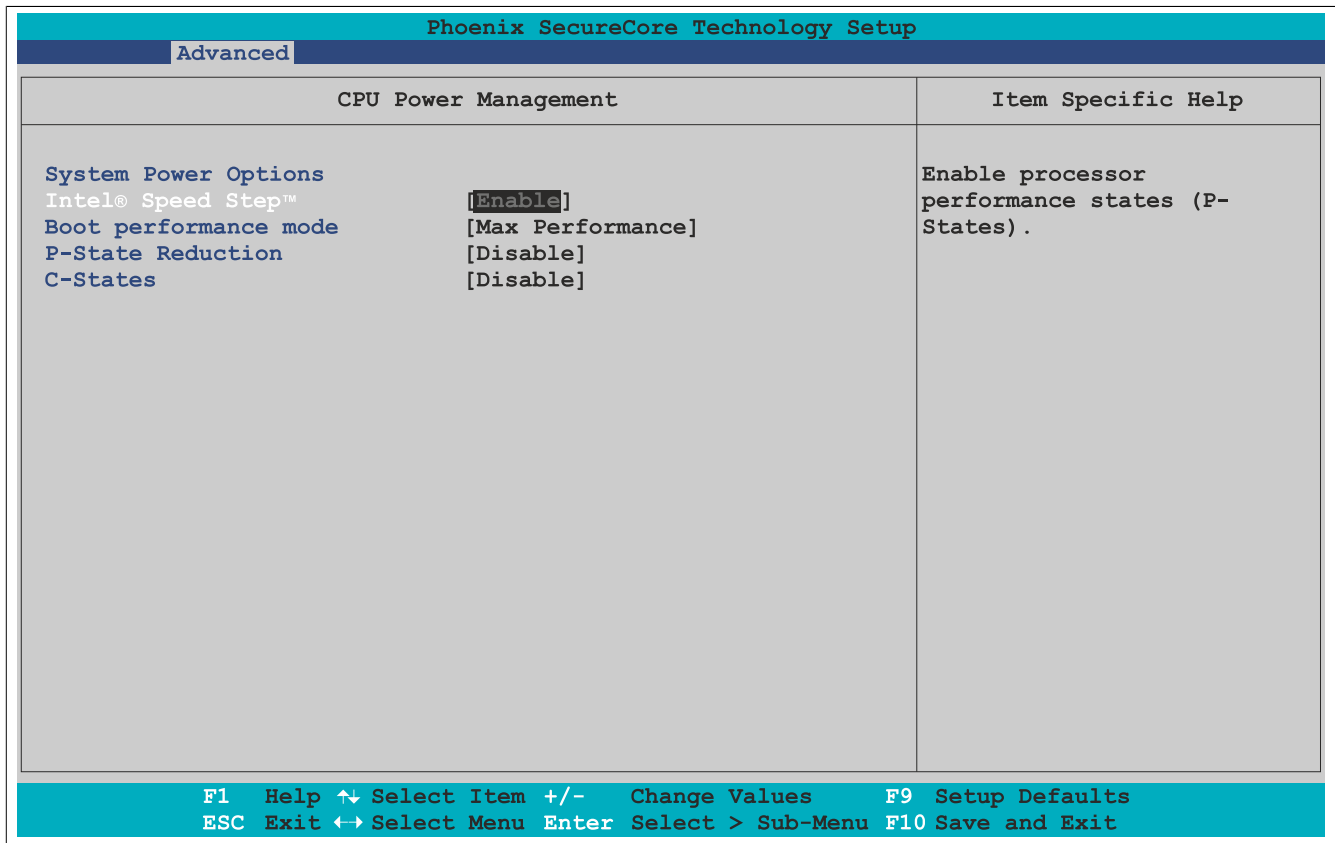 Phoenix SecureCore Technology Setup
Advanced
CPU Power Management
Item Specific Help
System Power Options
Intel® Speed Step™ [Enable]
Boot performance mode [Max Performance]
P-State Reduction [Disable]
C-States [Disable]
Enable processor
performance states (P-
States).
F1 Help ↑↓ Select Item +/- Change Values F9 Setup Defaults
ESC Exit ↔ Select Menu Enter Select > Sub-Menu F10 Save and Exit